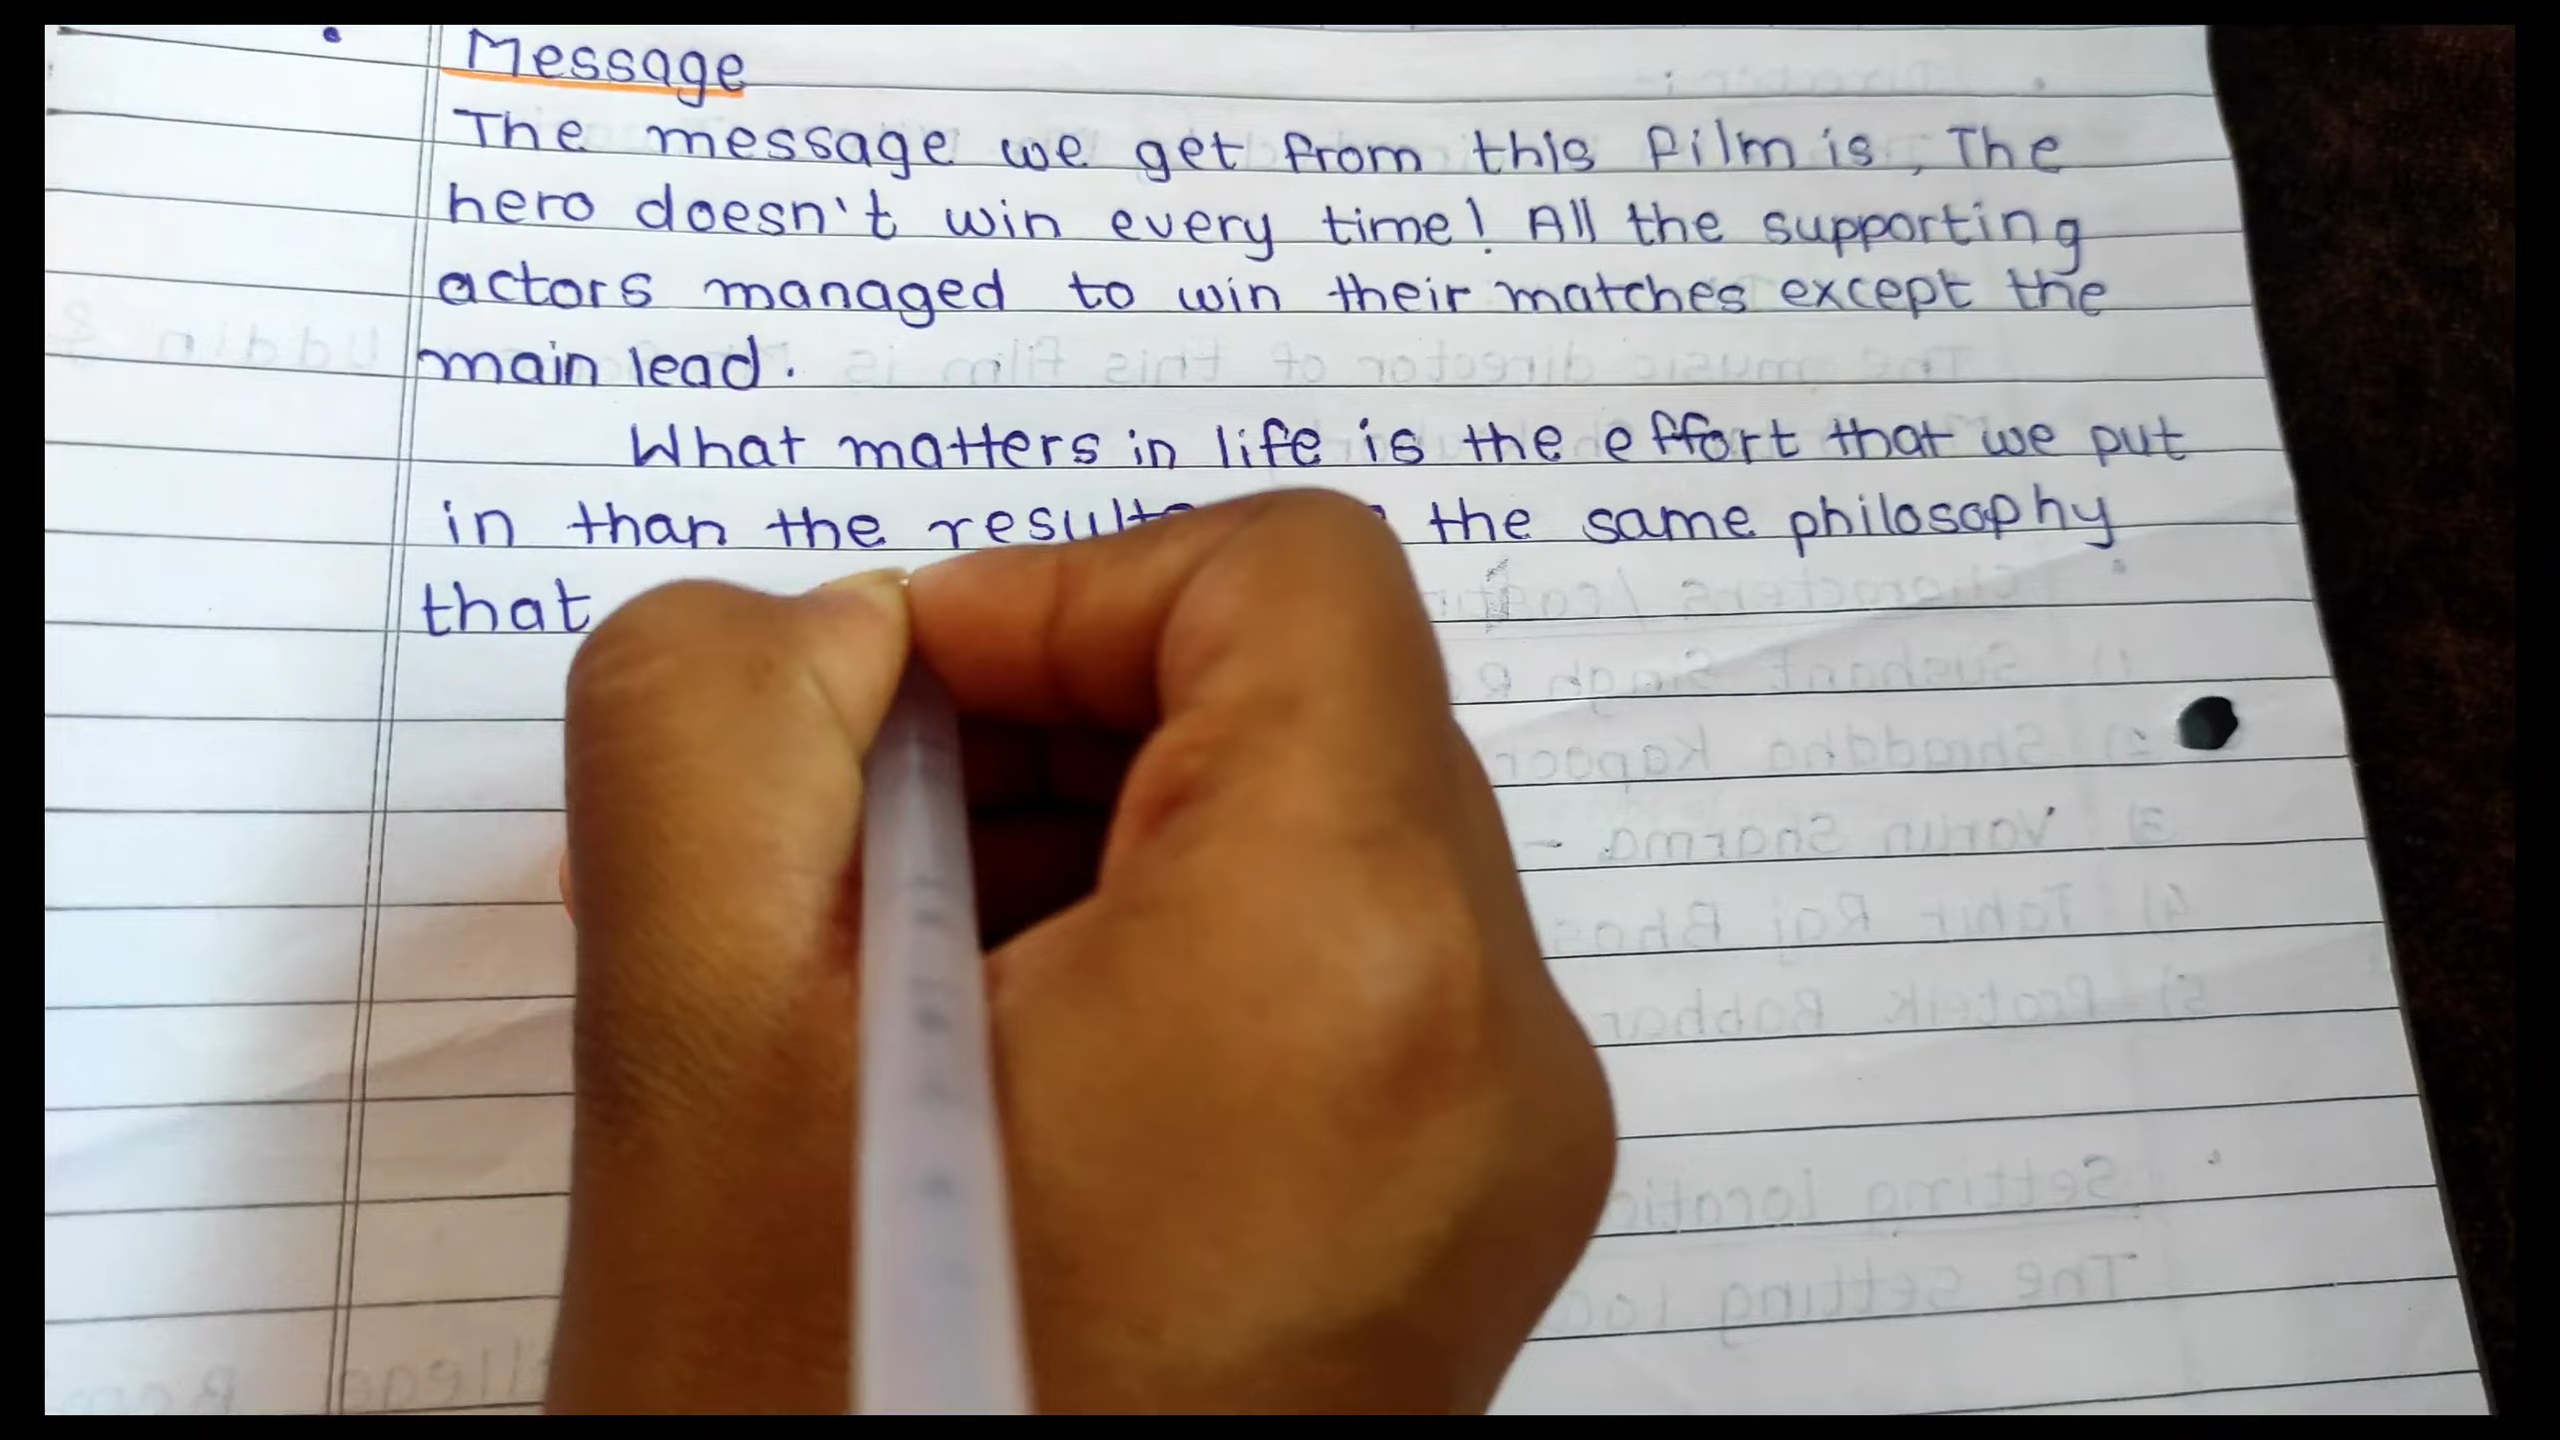 Message
The message we get from this film is, The
hero doesn't win every time! All the supporting
actors managed to win their matches except the
main lead.
What matters in life is the effort that we put
in than the the same philosophy
that